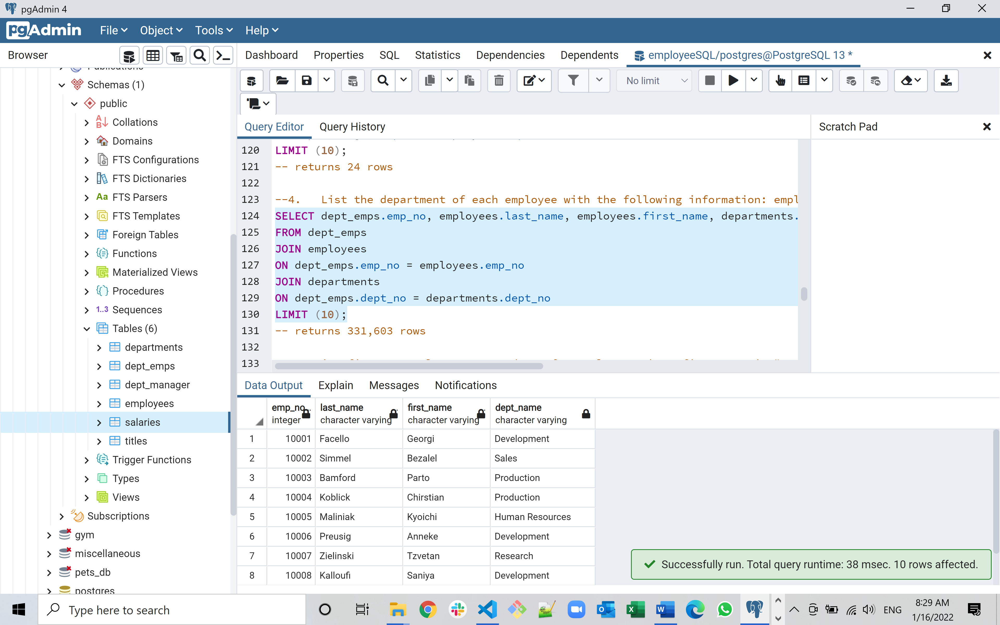 pgAdmin 4
pgAdmin File Object Tools Help
Browser
Dashboard Properties SQL Statistics Dependencies Dependents employeeSQL/postgres@PostgreSQL 13 *
No limit
Publications
Schemas (1)
public
Collations
Domains
FTS Configurations
FTS Dictionaries
Aa FTS Parsers
FTS Templates
Foreign Tables
Functions
Materialized Views
Procedures
1..3 Sequences
Tables (6)
departments
dept_emps
dept_manager
employees
salaries
titles
Trigger Functions
Types
Views
Subscriptions
gym
miscellaneous
pets_db
postgres
Query Editor Query History
Scratch Pad
120 LIMIT (10);
121 -- returns 24 rows
122
123 --4. List the department of each employee with the following information: empl
124 SELECT dept_emps.emp_no, employees.last_name, employees.first_name, departments.
125 FROM dept_emps
126 JOIN employees
127 ON dept_emps.emp_no = employees.emp_no
128 JOIN departments
129 ON dept_emps.dept_no = departments.dept_no
130 LIMIT (10);
131 -- returns 331,603 rows
132
133
Data Output Explain Messages Notifications
emp_no last_name first_name dept_name
integer character varying character varying character varying
1 10001 Facello Georgi Development
2 10002 Simmel Bezalel Sales
3 10003 Bamford Parto Production
4 10004 Koblick Chirstian Production
5 10005 Maliniak Kyoichi Human Resources
6 10006 Preusig Anneke Development
7 10007 Zielinski Tzvetan Research
8 10008 Kalloufi Saniya Development
Successfully run. Total query runtime: 38 msec. 10 rows affected.
Type here to search
ENG
8:29 AM
1/16/2022